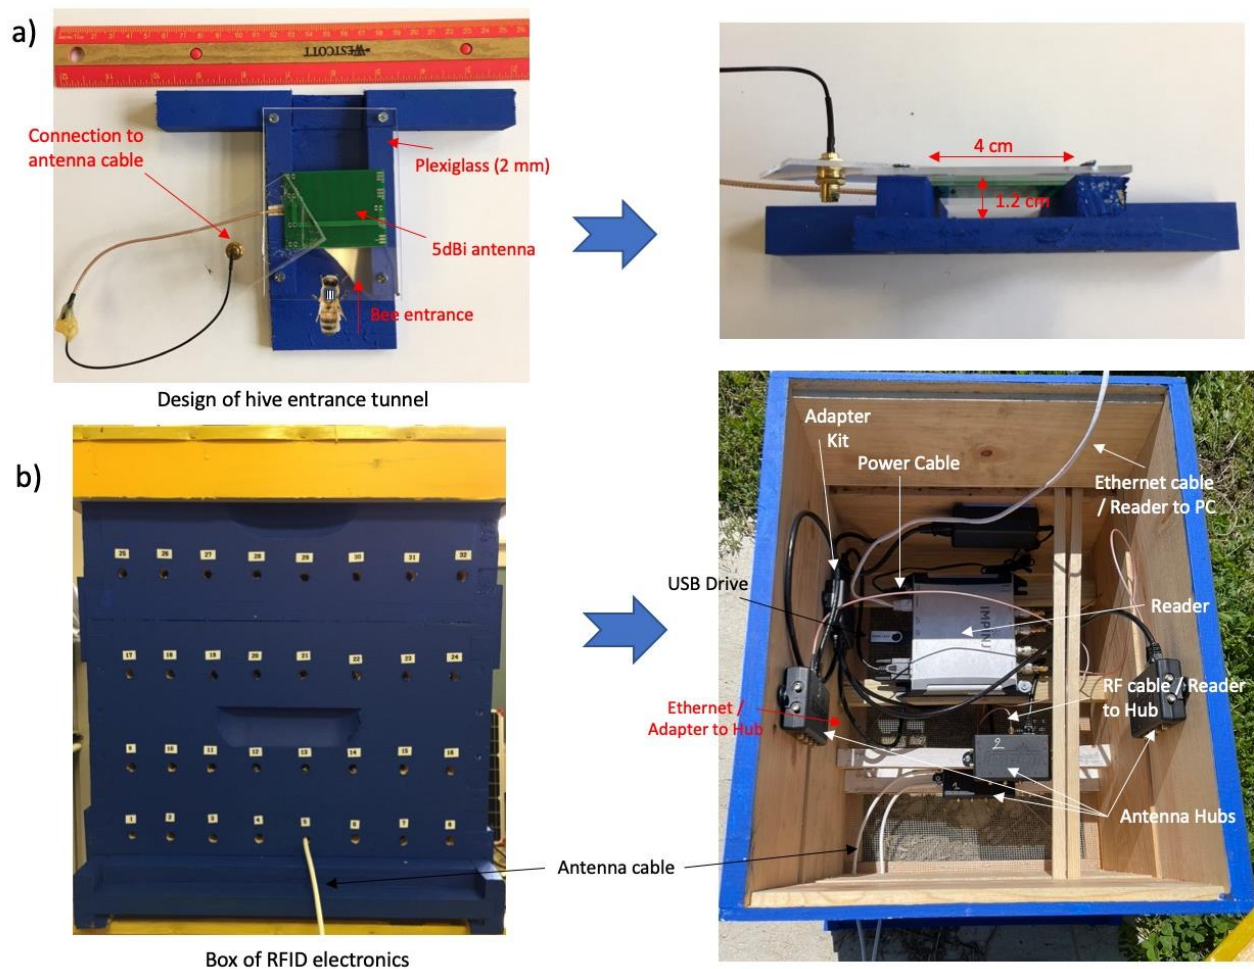 a)
WESTCOTT
Connection to
antenna cable
Plexiglass (2 mm)
5dBi antenna
Bee entrance
4 cm
1.2 cm
Design of hive entrance tunnel
b)
25 26 27 28 29 30 31 32
17 18 19 20 21 22 23 24
9 10 11 12 13 14 15 16
1 2 3 4 5 6 7 8
Adapter
Kit
Power Cable
Ethernet cable
/ Reader to PC
USB Drive
Reader
IMPINJ
Ethernet /
Adapter to Hub
RF cable / Reader
to Hub
2
1
Antenna Hubs
Antenna cable
Box of RFID electronics